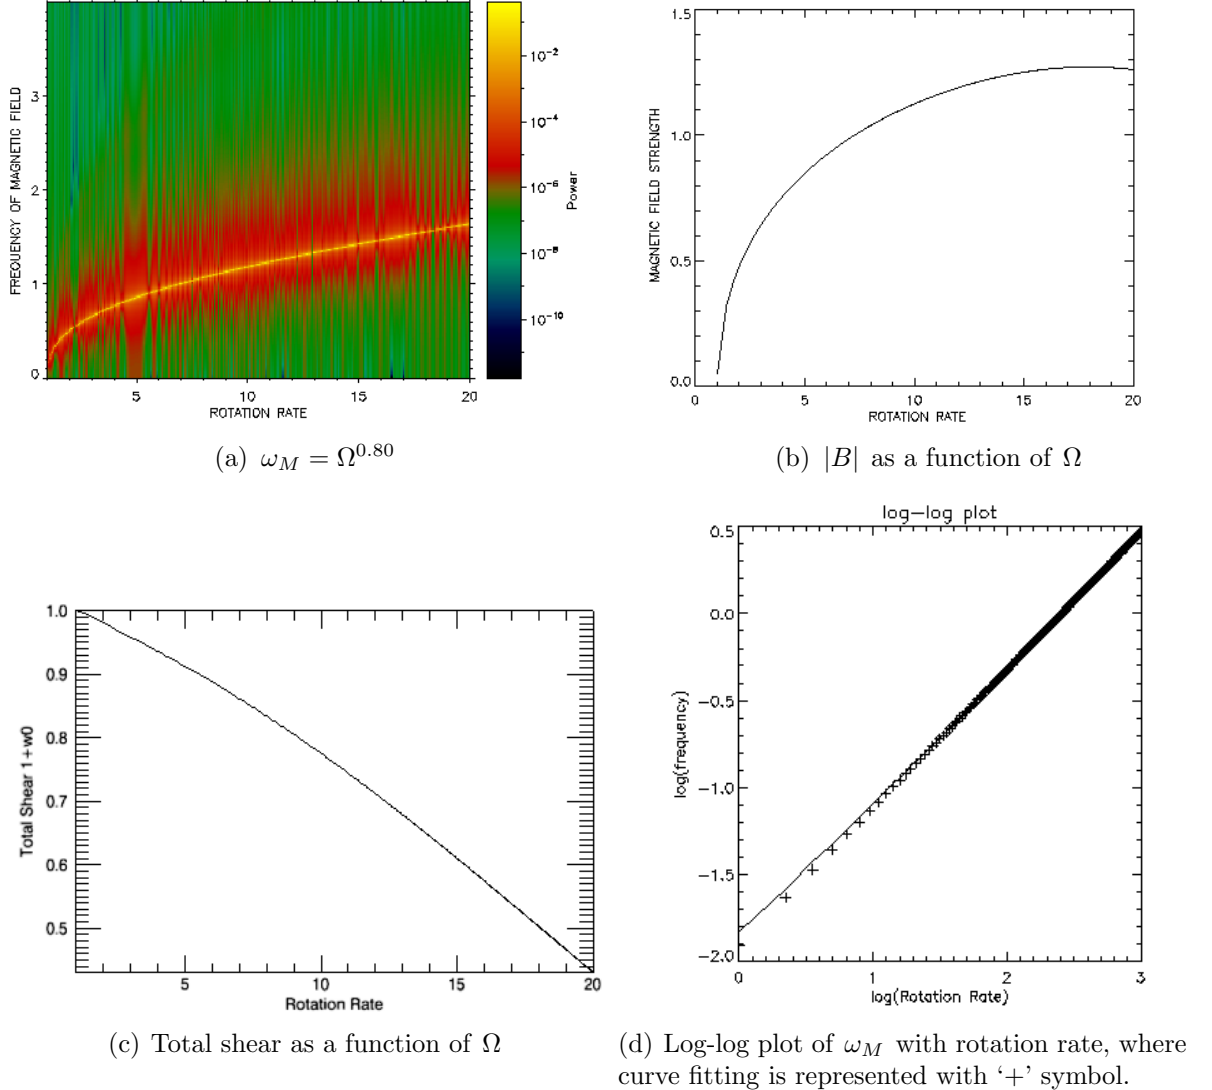 3
2
1
0
5
10
15
20
ROTATION RATE
FREQUENCY OF MAGNETIC FIELD
10⁻²
10⁻⁴
10⁻⁶
10⁻⁸
10⁻¹⁰
Power
1.5
1.0
0.5
0.0
0
5
10
15
20
ROTATION RATE
MAGNETIC FIELD STRENGTH
(a) ω_M = Ω^0.80
(b) |B| as a function of Ω
1.0
0.9
0.8
0.7
0.6
0.5
5
10
15
20
Rotation Rate
Total Shear 1+w0
log-log plot
0.5
0.0
-0.5
-1.0
-1.5
-2.0
0
1
2
3
log(Rotation Rate)
log(frequency)
(c) Total shear as a function of Ω
(d) Log-log plot of ω_M with rotation rate, where
curve fitting is represented with ‘+’ symbol.